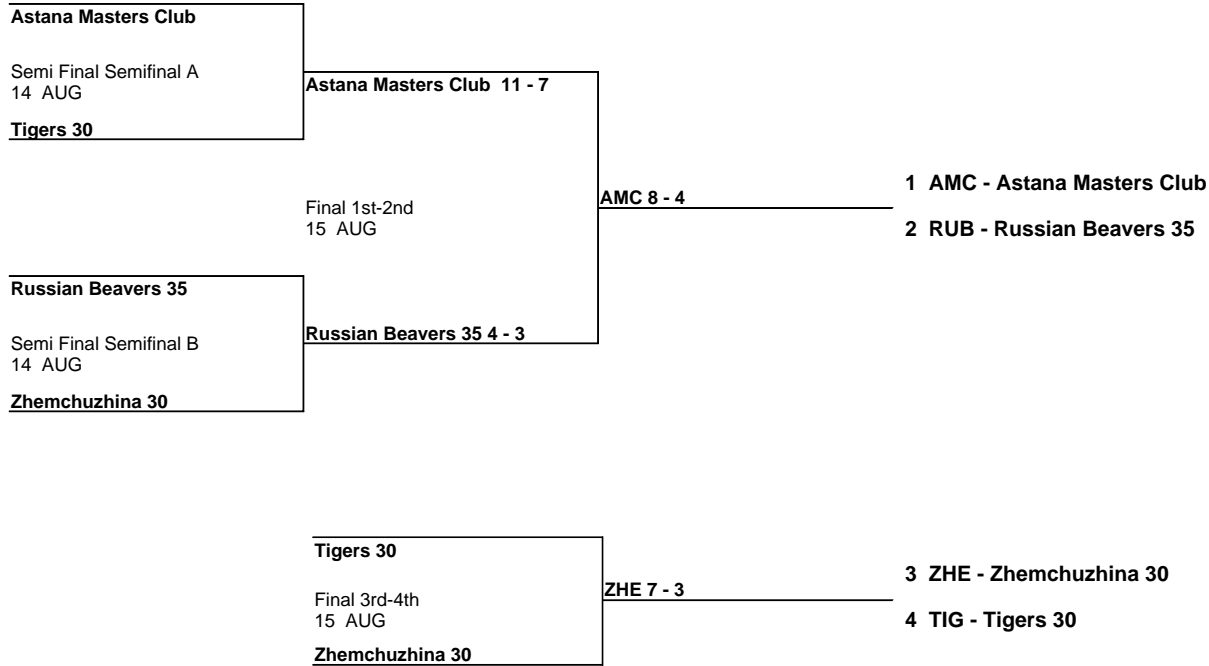 Astana Masters Club
Semi Final Semifinal A
14 AUG
Tigers 30
Astana Masters Club 11 - 7
Final 1st-2nd
15 AUG
Russian Beavers 35
Semi Final Semifinal B
14 AUG
Zhemchuzhina 30
Russian Beavers 35 4 - 3
AMC 8 - 4
1 AMC - Astana Masters Club
2 RUB - Russian Beavers 35
Tigers 30
Final 3rd-4th
15 AUG
Zhemchuzhina 30
ZHE 7 - 3
3 ZHE - Zhemchuzhina 30
4 TIG - Tigers 30